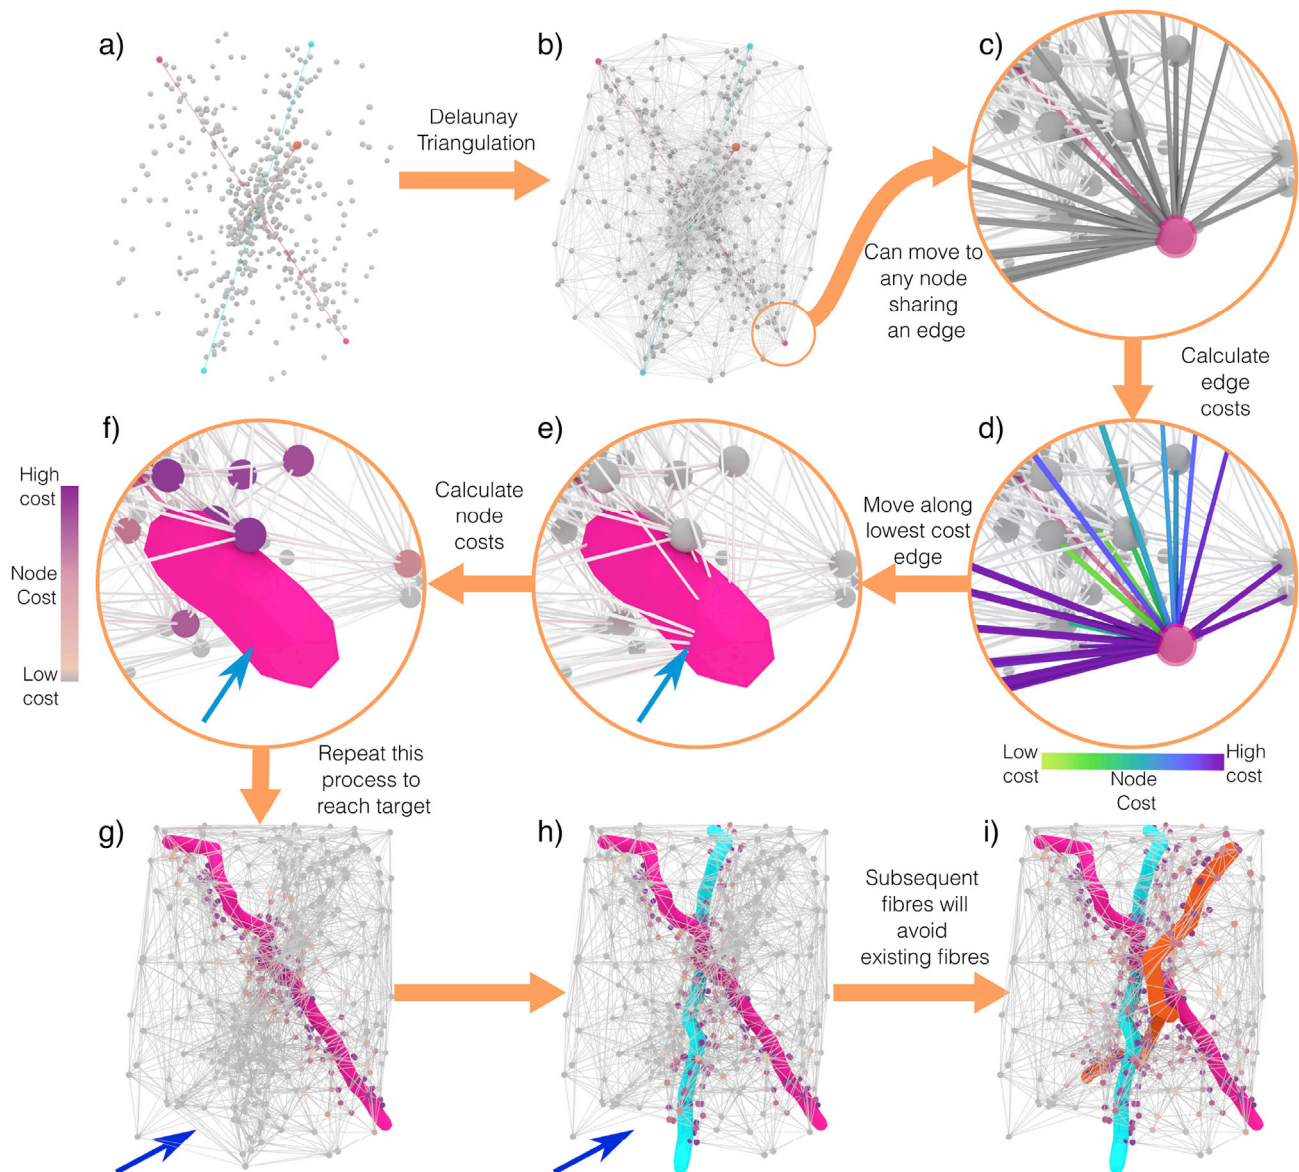 a)
b)
c)
Delaunay
Triangulation
Can move to
any node
sharing
an edge
Calculate
edge
costs
f)
e)
d)
High
cost
Node
Cost
Low
cost
Calculate
node
costs
Move along
lowest cost
edge
Low
cost
High
cost
Node
Cost
Repeat this
process to
reach target
g)
h)
i)
Subsequent
fibres will
avoid
existing fibres